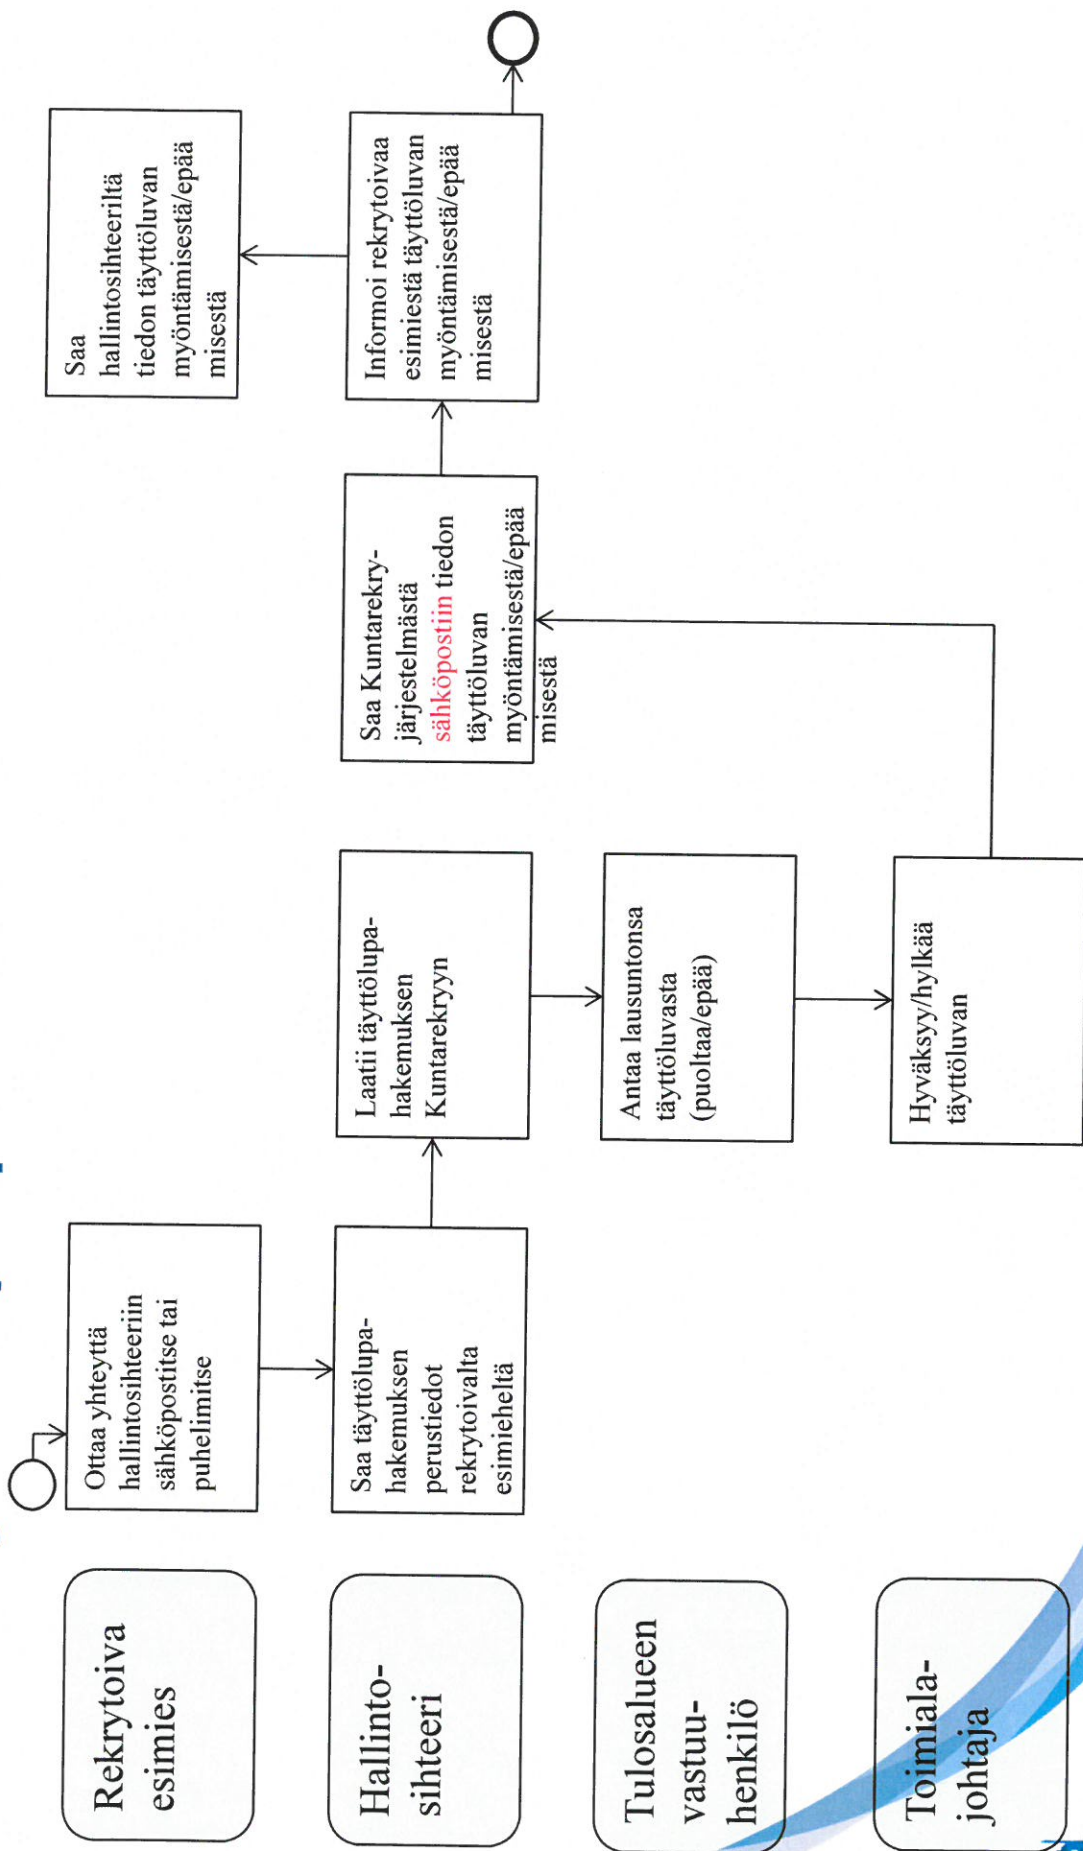 Rekrytoiva
esimies
Ottaa yhteyttä
hallintosihteeriin
sähköpostitse tai
puhelimitse
Saa
hallintosihteeriltä
tiedon täyttöluvan
myöntämisestä/epää
misestä
Hallinto-
sihteeri
Saa täyttölupa-
hakemuksen
perustiedot
rekrytoivalta
esimieheltä
Laatii täyttölupa-
hakemuksen
Kuntarekryyn
Saa Kuntarekry-
järjestelmästä
sähköpostiin tiedon
täyttöluvan
myöntämisestä/epää
misestä
Informoi rekrytoivaa
esimiestä täyttöluvan
myöntämisestä/epää
misestä
Tulosalueen
vastuu-
henkilö
Antaa lausuntonsa
täyttöluvasta
(puoltaa/epää)
Toimiala-
johtaja
Hyväksyy/hylkää
täyttöluvan